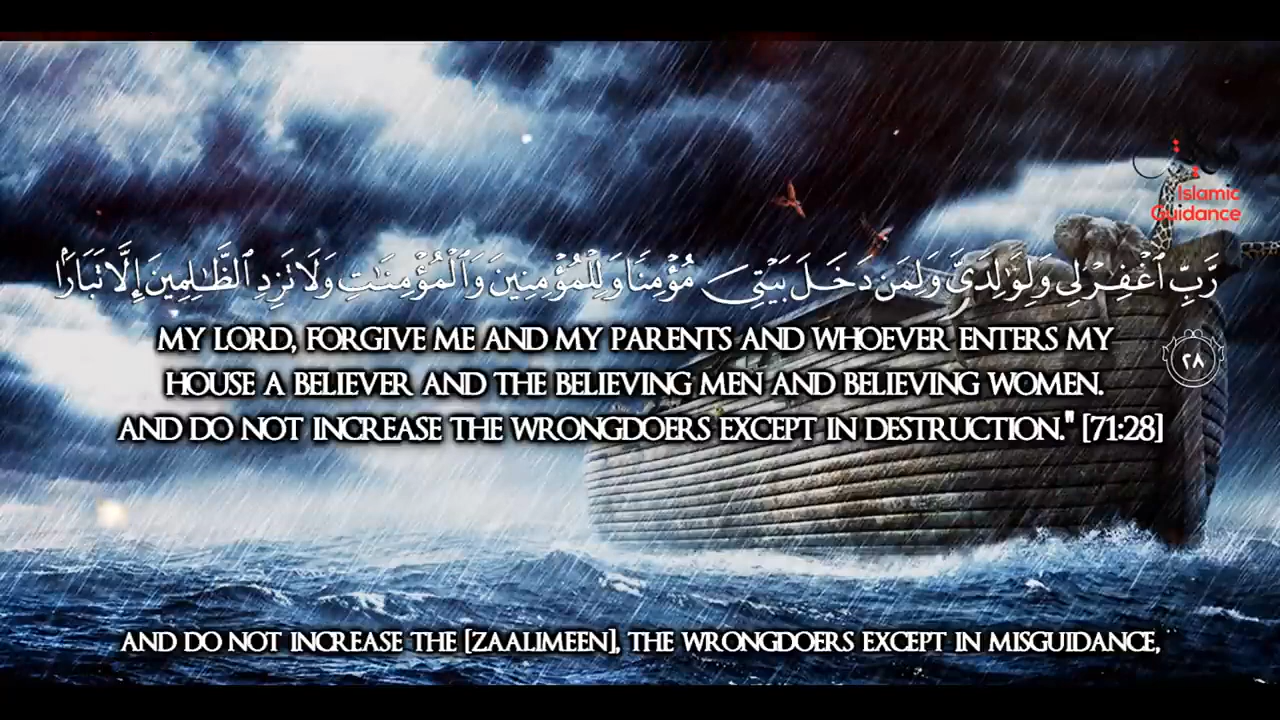 Islamic
Guidance
رَّبِّ ٱغْفِرْ لِى وَلِوَٰلِدَىَّ وَلِمَن دَخَلَ بَيْتِىَ مُؤْمِنًا وَلِلْمُؤْمِنِينَ وَٱلْمُؤْمِنَـٰتِ وَلَا تَزِدِ ٱلظَّـٰلِمِينَ إِلَّا تَبَارًۢا
MY LORD, FORGIVE ME AND MY PARENTS AND WHOEVER ENTERS MY
٢٨
HOUSE A BELIEVER AND THE BELIEVING MEN AND BELIEVING WOMEN.
AND DO NOT INCREASE THE WRONGDOERS EXCEPT IN DESTRUCTION." [71:28]
AND DO NOT INCREASE THE [ZAALIMEEN], THE WRONGDOERS EXCEPT IN MISGUIDANCE,